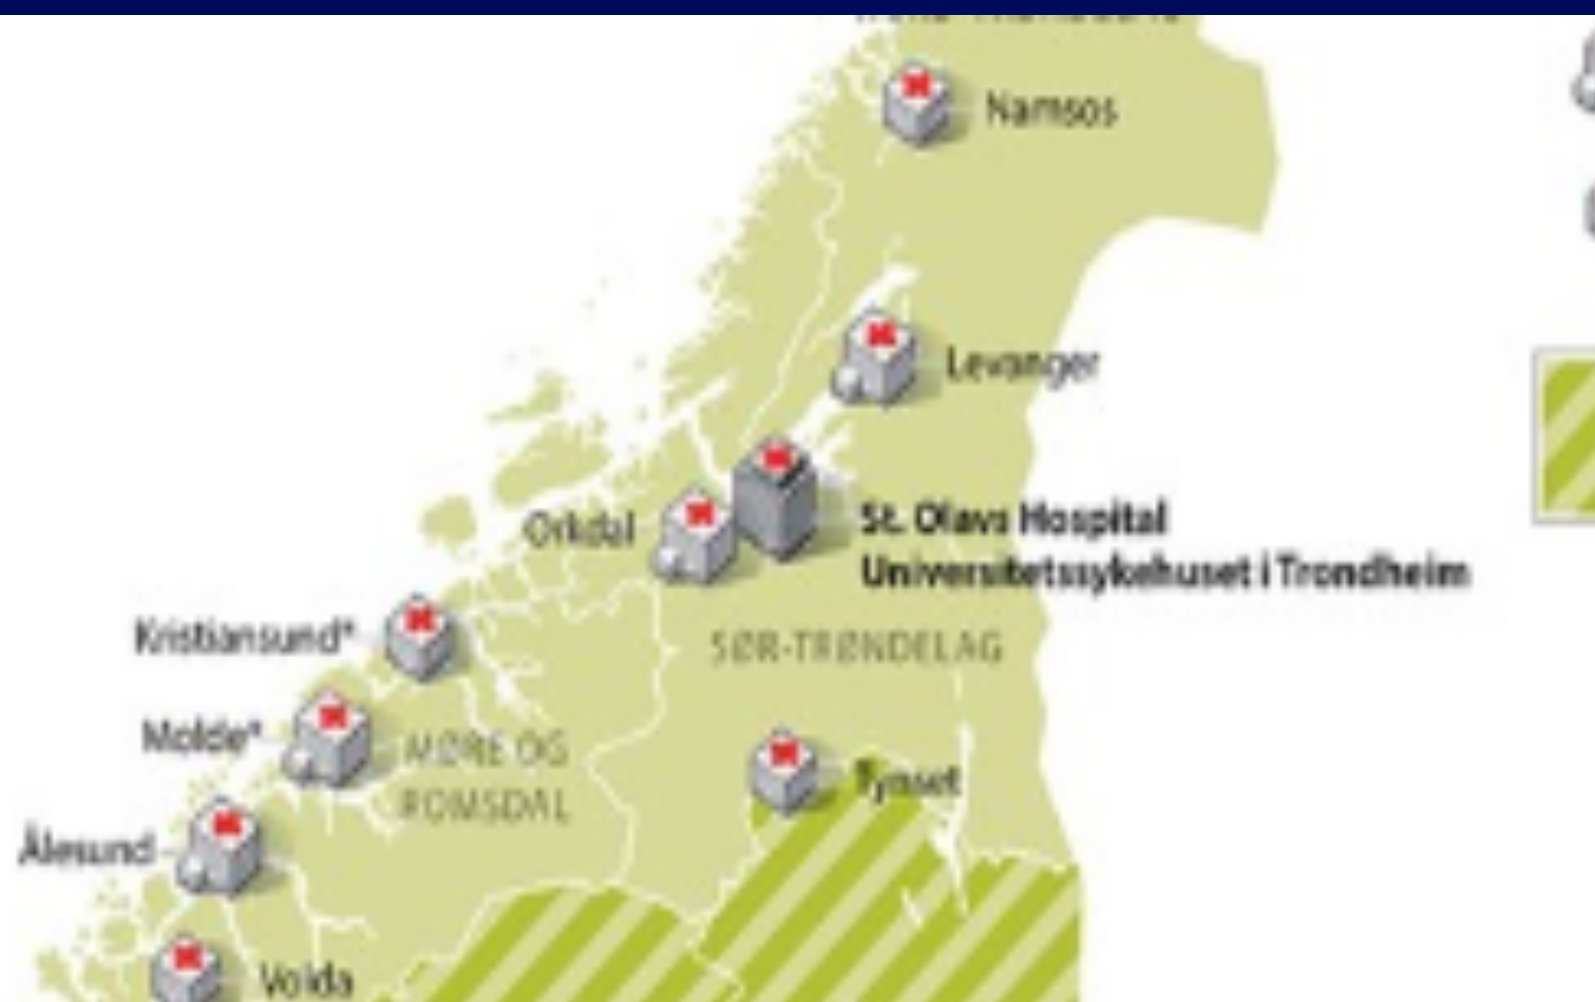 Namsos
Levanger
Orkdal
St. Olavs Hospital
Universitetssykehuset i Trondheim
Kristiansund*
SØR-TRØNDELAG
Molde*
MØRE OG
ROMSDAL
Tynset
Ålesund
Volda